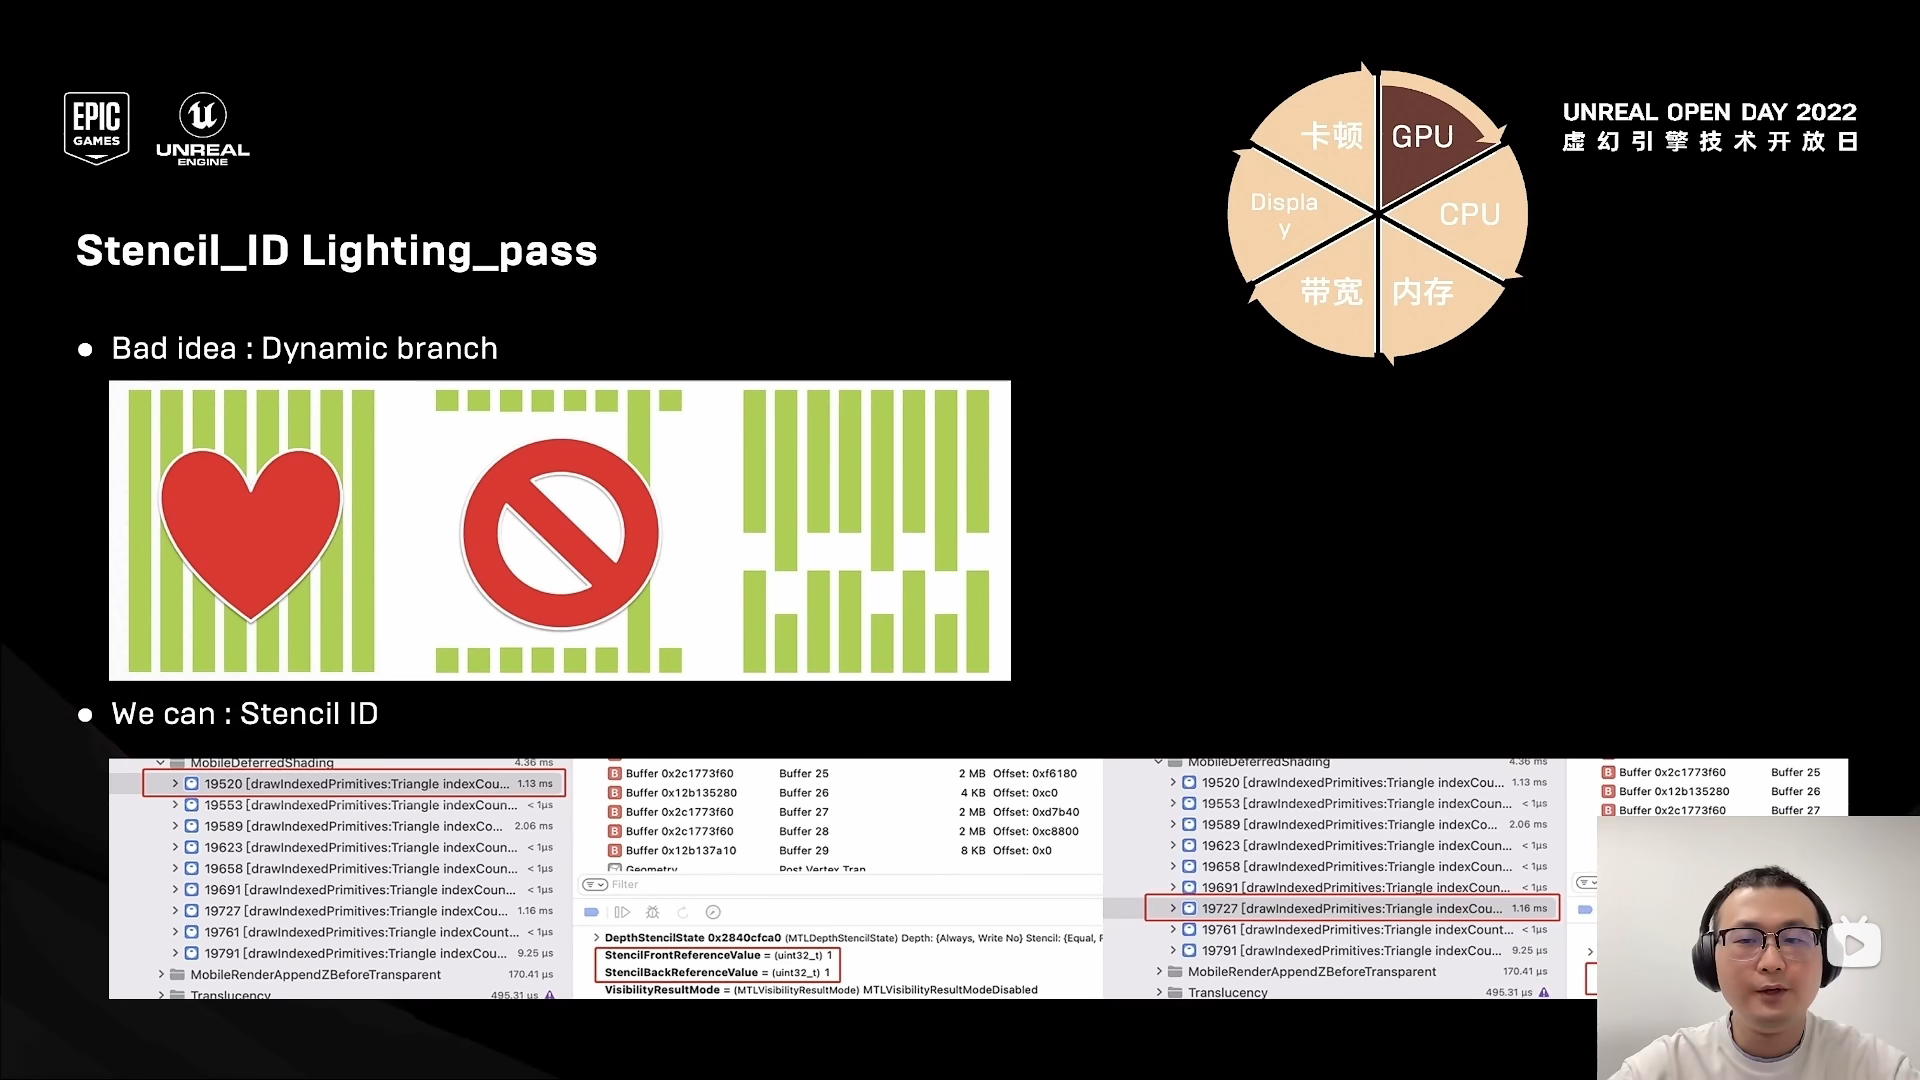 EPIC
GAMES
UNREAL
ENGINE
卡顿
GPU
Displa
y
CPU
带宽
内存
UNREAL OPEN DAY 2022
虚幻引擎技术开放日
Stencil_ID Lighting_pass
● Bad idea : Dynamic branch
● We can : Stencil ID
MobileDeferredShading 4.36 ms
19520 [drawIndexedPrimitives:Triangle indexCou... 1.13 ms
19553 [drawIndexedPrimitives:Triangle indexCoun... < 1µs
19589 [drawIndexedPrimitives:Triangle indexCo... 2.06 ms
19623 [drawIndexedPrimitives:Triangle indexCoun... < 1µs
19658 [drawIndexedPrimitives:Triangle indexCoun... < 1µs
19691 [drawIndexedPrimitives:Triangle indexCoun... < 1µs
19727 [drawIndexedPrimitives:Triangle indexCou... 1.16 ms
19761 [drawIndexedPrimitives:Triangle indexCount... < 1µs
19791 [drawIndexedPrimitives:Triangle indexCou... 9.25 µs
MobileRenderAppendZBeforeTransparent 170.41 µs
Translucency 495.31 µs
Buffer 0x2c1773f60 Buffer 25 2 MB Offset: 0xf6180
Buffer 0x12b135280 Buffer 26 4 KB Offset: 0xc0
Buffer 0x2c1773f60 Buffer 27 2 MB Offset: 0xd7b40
Buffer 0x2c1773f60 Buffer 28 2 MB Offset: 0xc8800
Buffer 0x12b137a10 Buffer 29 8 KB Offset: 0x0
Geometry Post Vertex Tran
Filter
DepthStencilState 0x2840cfca0 (MTLDepthStencilState) Depth: {Always, Write No} Stencil: {Equal, F
StencilFrontReferenceValue = (uint32_t) 1
StencilBackReferenceValue = (uint32_t) 1
VisibilityResultMode = (MTLVisibilityResultMode) MTLVisibilityResultModeDisabled
MobileDeferredShading 4.36 ms
19520 [drawIndexedPrimitives:Triangle indexCou... 1.13 ms
19553 [drawIndexedPrimitives:Triangle indexCoun... < 1µs
19589 [drawIndexedPrimitives:Triangle indexCo... 2.06 ms
19623 [drawIndexedPrimitives:Triangle indexCoun... < 1µs
19658 [drawIndexedPrimitives:Triangle indexCoun... < 1µs
19691 [drawIndexedPrimitives:Triangle indexCoun... < 1µs
19727 [drawIndexedPrimitives:Triangle indexCou... 1.16 ms
19761 [drawIndexedPrimitives:Triangle indexCount... < 1µs
19791 [drawIndexedPrimitives:Triangle indexCou... 9.25 µs
MobileRenderAppendZBeforeTransparent 170.41 µs
Translucency 495.31 µs
Buffer 0x2c1773f60 Buffer 25
Buffer 0x12b135280 Buffer 26
Buffer 0x2c1773f60 Buffer 27